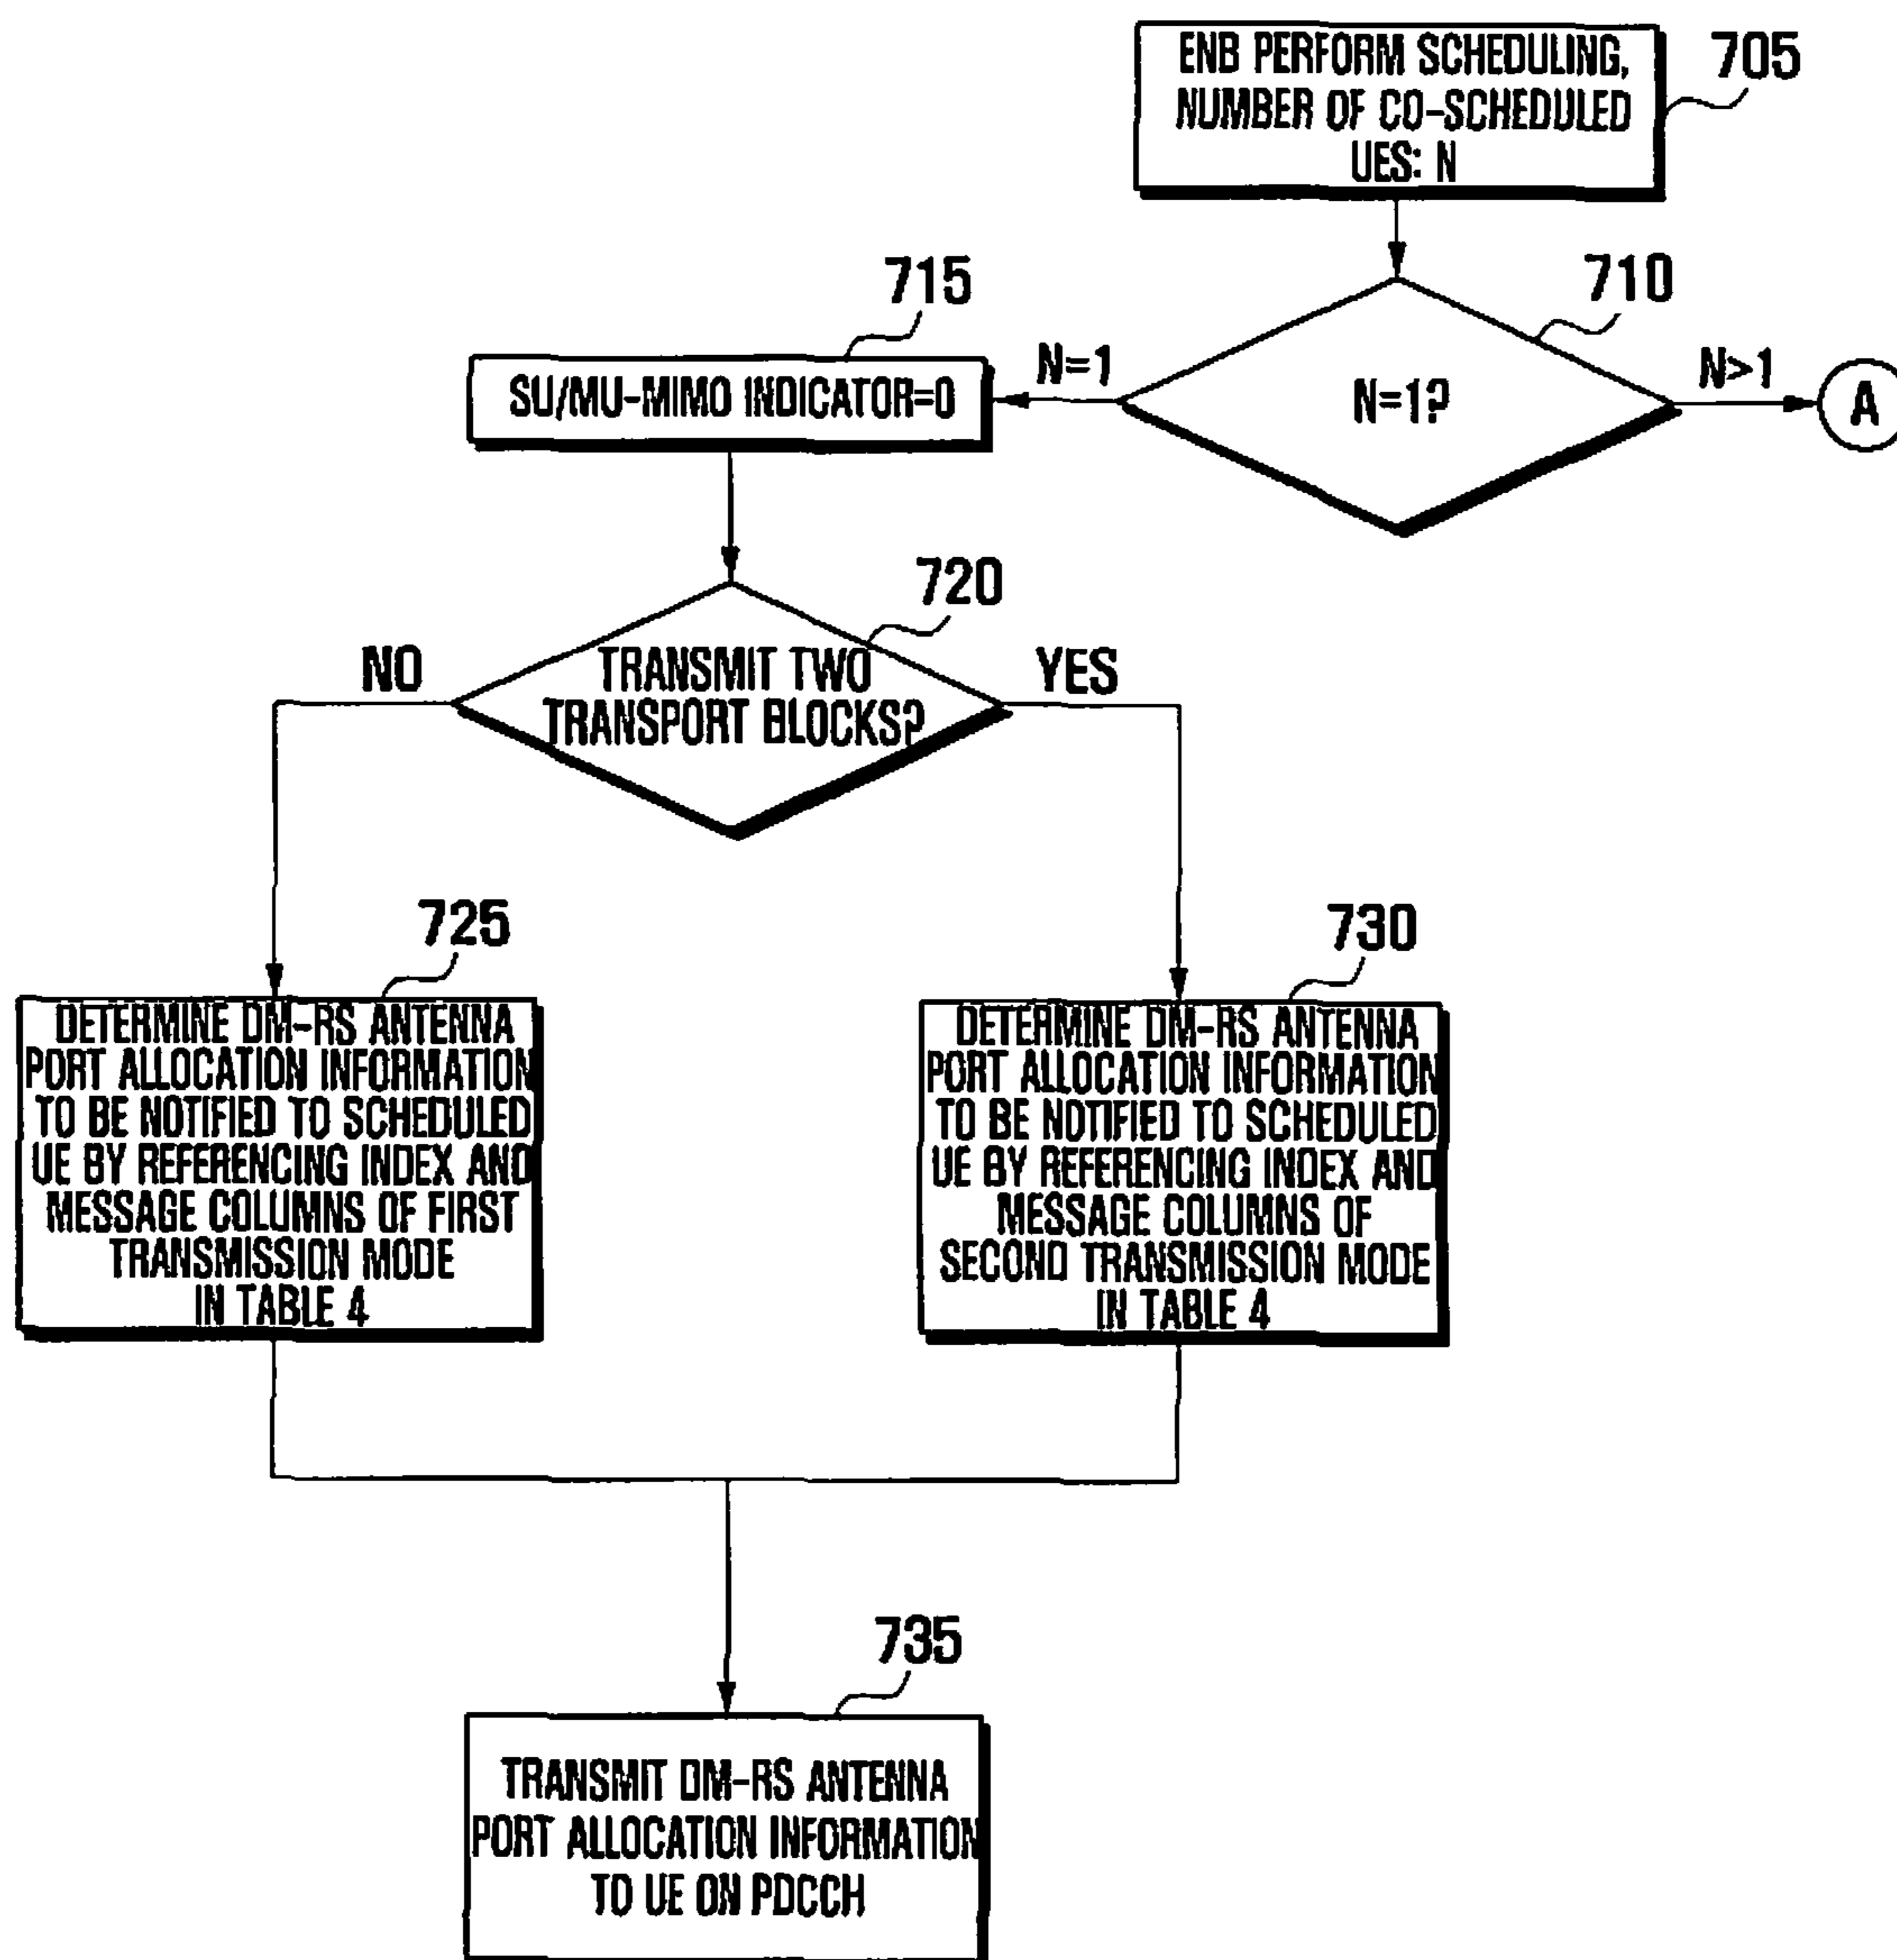 ENB PERFORM SCHEDULING,
NUMBER OF CO-SCHEDULED
UES: N
705
710
N=1?
N=1
N>1
A
715
SU/MU-MIMO INDICATOR=0
720
TRANSMIT TWO
TRANSPORT BLOCKS?
NO
YES
725
DETERMINE DM-RS ANTENNA
PORT ALLOCATION INFORMATION
TO BE NOTIFIED TO SCHEDULED
UE BY REFERENCING INDEX AND
MESSAGE COLUMNS OF FIRST
TRANSMISSION MODE
IN TABLE 4
730
DETERMINE DM-RS ANTENNA
PORT ALLOCATION INFORMATION
TO BE NOTIFIED TO SCHEDULED
UE BY REFERENCING INDEX AND
MESSAGE COLUMNS OF
SECOND TRANSMISSION MODE
IN TABLE 4
735
TRANSMIT DM-RS ANTENNA
PORT ALLOCATION INFORMATION
TO UE ON PDCCH